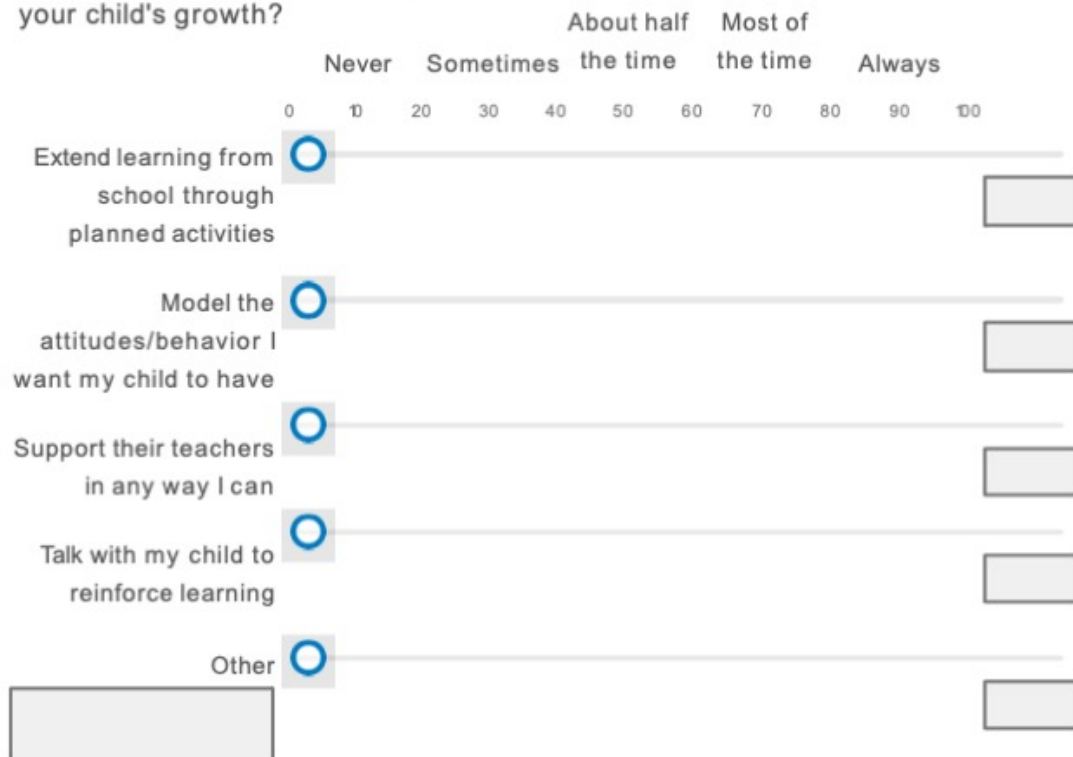 your child's growth?
Never Sometimes About half the time Most of the time Always
0 10 20 30 40 50 60 70 80 90 100
Extend learning from
school through
planned activities
Model the
attitudes/behavior I
want my child to have
Support their teachers
in any way I can
Talk with my child to
reinforce learning
Other